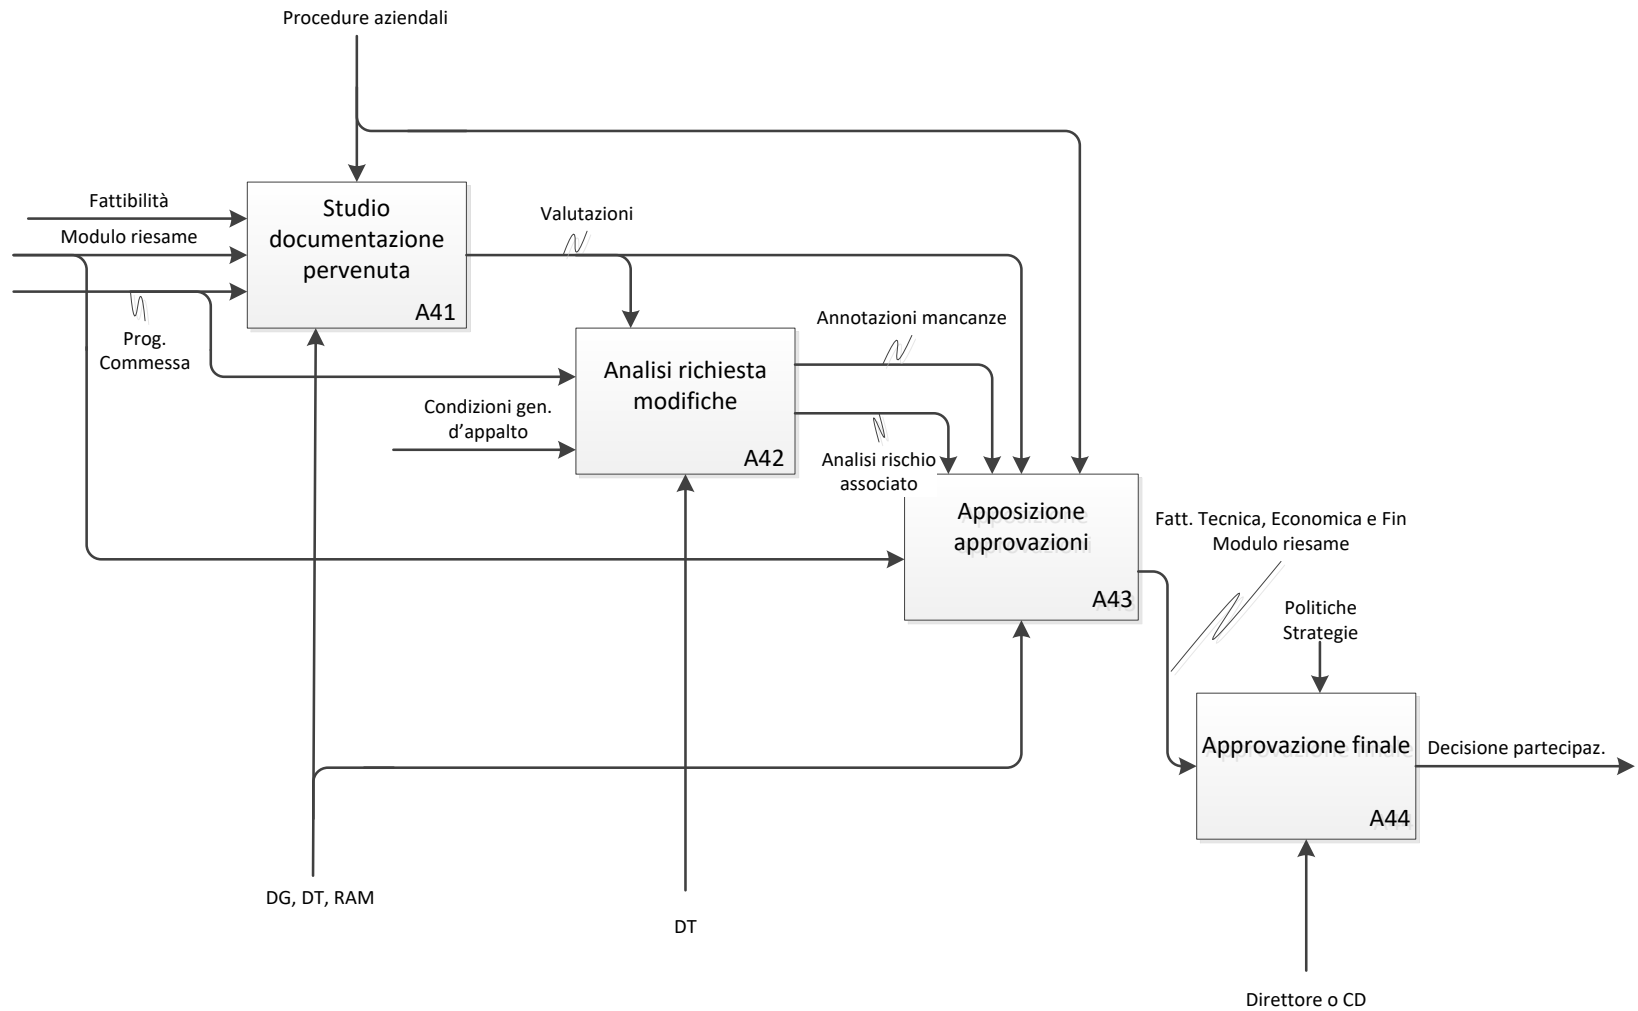 Procedure aziendali
Fattibilità
Modulo riesame
Prog.
Commessa
Studio
documentazione
pervenuta
A41
Valutazioni
Condizioni gen.
d’appalto
Analisi richiesta
modifiche
A42
Annotazioni mancanze
Analisi rischio
associato
Apposizione
approvazioni
A43
Fatt. Tecnica, Economica e Fin
Modulo riesame
Politiche
Strategie
Approvazione finale
A44
Decisione partecipaz.
DG, DT, RAM
DT
Direttore o CD